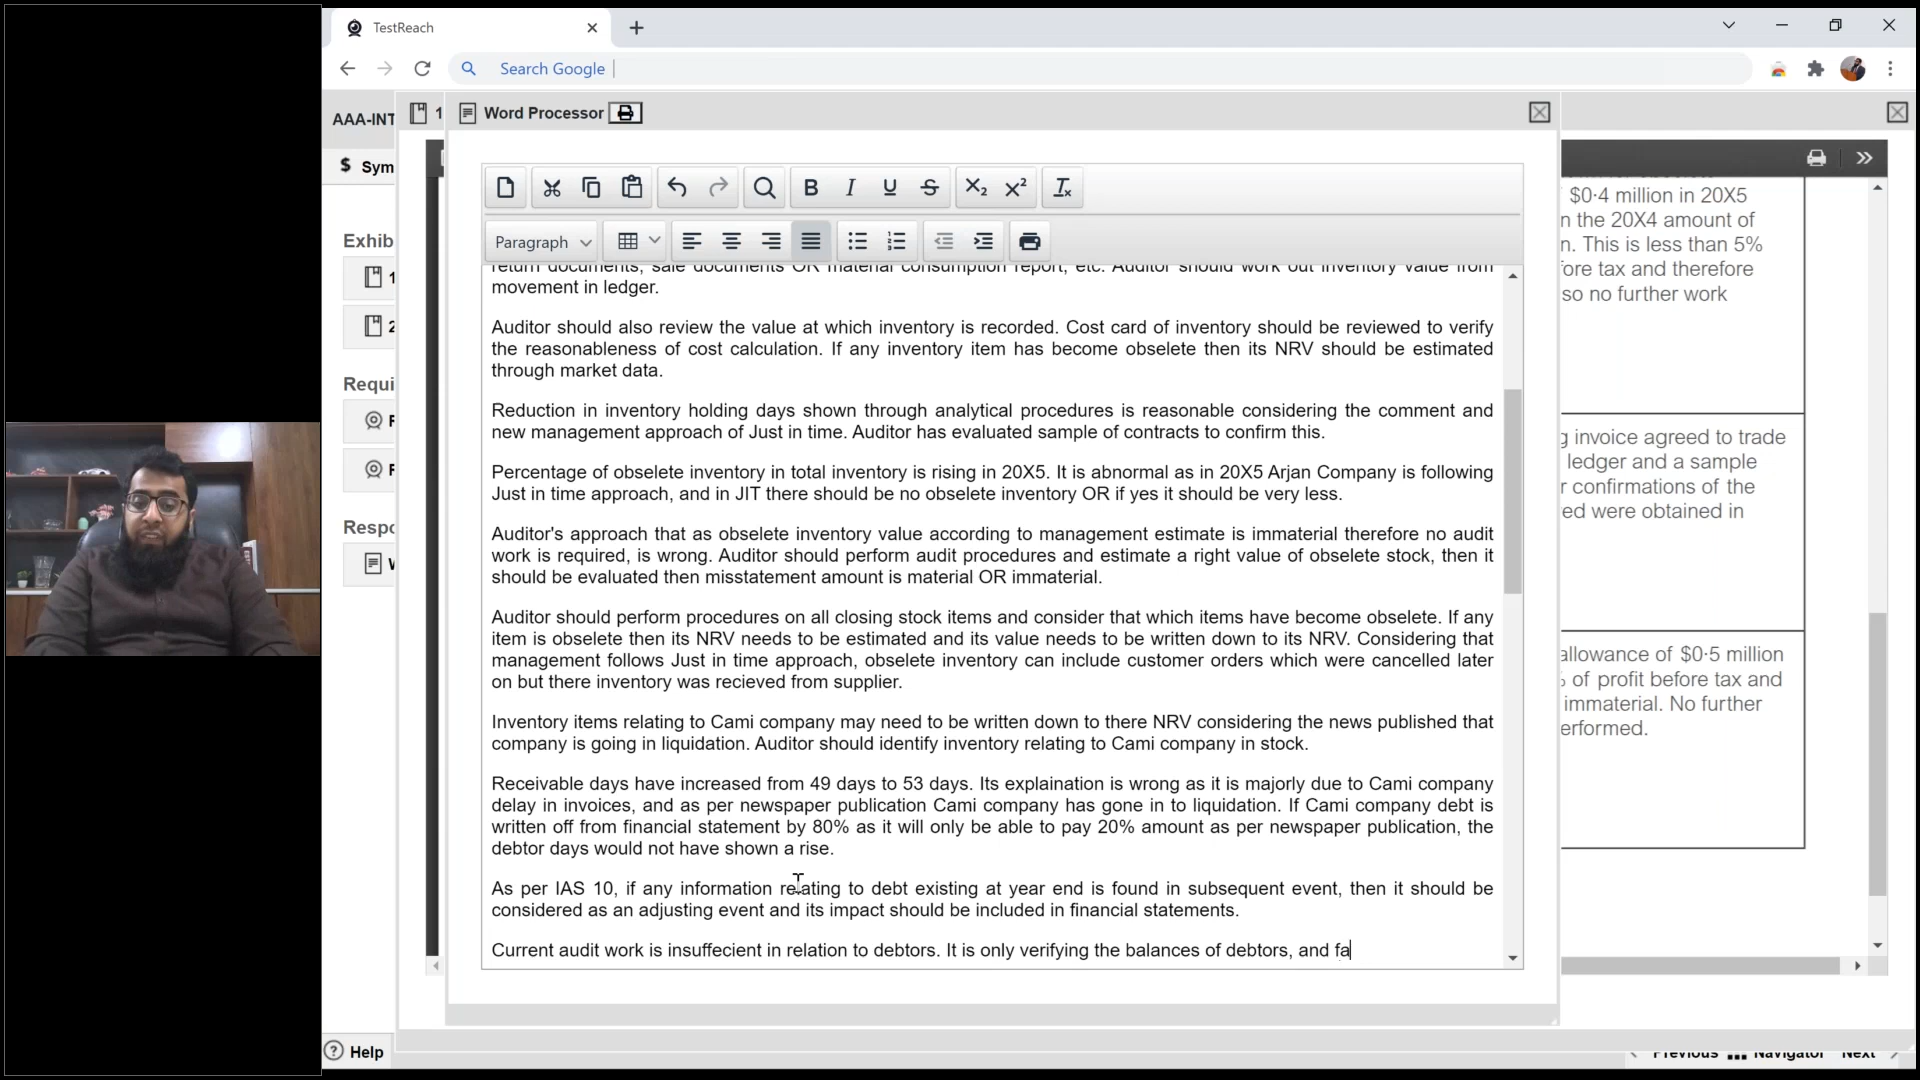 TestReach
Search Google
AAA-INT
1
Word Processor
$ Sym
Paragraph
Exhib
1
2
Requi
F
F
Respo
return documents, sale documents OR material consumption report, etc. Auditor should work out inventory value from
movement in ledger.
Auditor should also review the value at which inventory is recorded. Cost card of inventory should be reviewed to verify
the reasonableness of cost calculation. If any inventory item has become obselete then its NRV should be estimated
through market data.
Reduction in inventory holding days shown through analytical procedures is reasonable considering the comment and
new management approach of Just in time. Auditor has evaluated sample of contracts to confirm this.
Percentage of obselete inventory in total inventory is rising in 20X5. It is abnormal as in 20X5 Arjan Company is following
Just in time approach, and in JIT there should be no obselete inventory OR if yes it should be very less.
Auditor's approach that as obselete inventory value according to management estimate is immaterial therefore no audit
work is required, is wrong. Auditor should perform audit procedures and estimate a right value of obselete stock, then it
should be evaluated then misstatement amount is material OR immaterial.
Auditor should perform procedures on all closing stock items and consider that which items have become obselete. If any
item is obselete then its NRV needs to be estimated and its value needs to be written down to its NRV. Considering that
management follows Just in time approach, obselete inventory can include customer orders which were cancelled later
on but there inventory was recieved from supplier.
Inventory items relating to Cami company may need to be written down to there NRV considering the news published that
company is going in liquidation. Auditor should identify inventory relating to Cami company in stock.
Receivable days have increased from 49 days to 53 days. Its explaination is wrong as it is majorly due to Cami company
delay in invoices, and as per newspaper publication Cami company has gone in to liquidation. If Cami company debt is
written off from financial statement by 80% as it will only be able to pay 20% amount as per newspaper publication, the
debtor days would not have shown a rise.
As per IAS 10, if any information relating to debt existing at year end is found in subsequent event, then it should be
considered as an adjusting event and its impact should be included in financial statements.
Current audit work is insuffecient in relation to debtors. It is only verifying the balances of debtors, and fa
$0·4 million in 20X5
n the 20X4 amount of
n. This is less than 5%
fore tax and therefore
so no further work
g invoice agreed to trade
ledger and a sample
r confirmations of the
ed were obtained in
allowance of $0·5 million
of profit before tax and
immaterial. No further
erformed.
Help
Previous Navigator Next